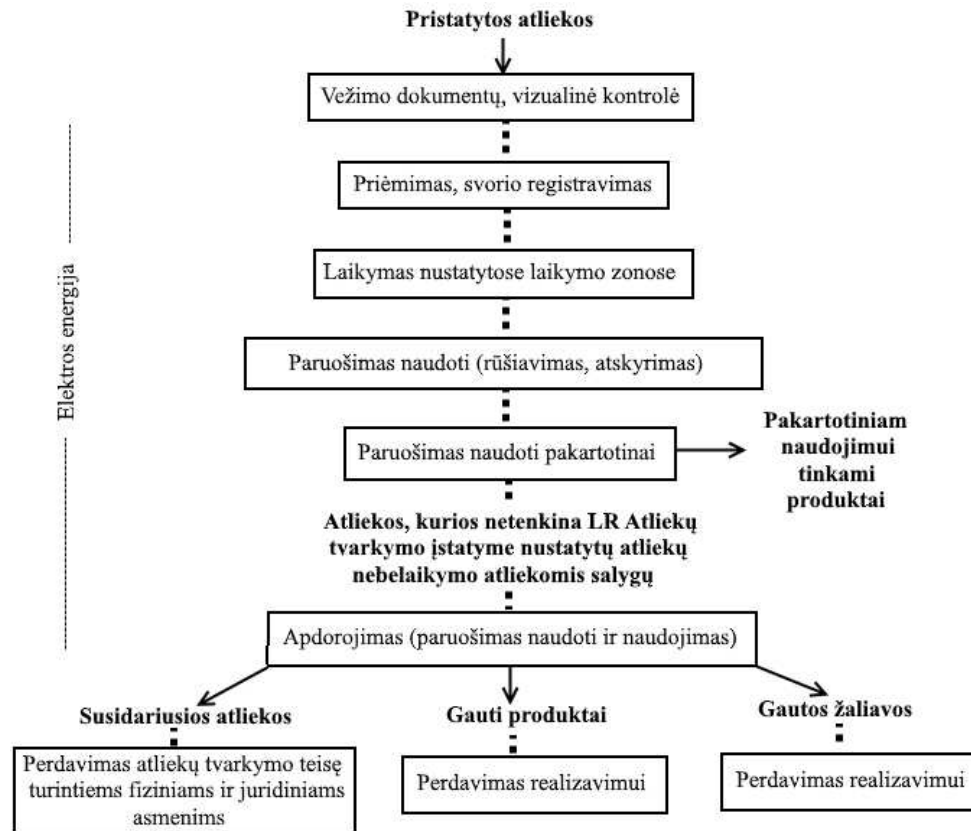 Pristatytos atliekos
Vežimo dokumentų, vizualinė kontrolė
Priėmimas, svorio registravimas
Laikymas nustatytose laikymo zonose
Elektros energija
Paruošimas naudoti (rūšiavimas, atskyrimas)
Paruošimas naudoti pakartotinai
Pakartotiniam
naudojimui
tinkami
produktai
Atliekos, kurios netenkina LR Atliekų
tvarkymo įstatyme nustatytų atliekų
nebelaikymo atliekomis salygų
Apdorojimas (paruošimas naudoti ir naudojimas)
Susidariusios atliekos
Gauti produktai
Gautos žaliavos
Perdavimas atliekų tvarkymo teisę
turintiems fiziniams ir juridiniams
asmenims
Perdavimas realizavimui
Perdavimas realizavimui